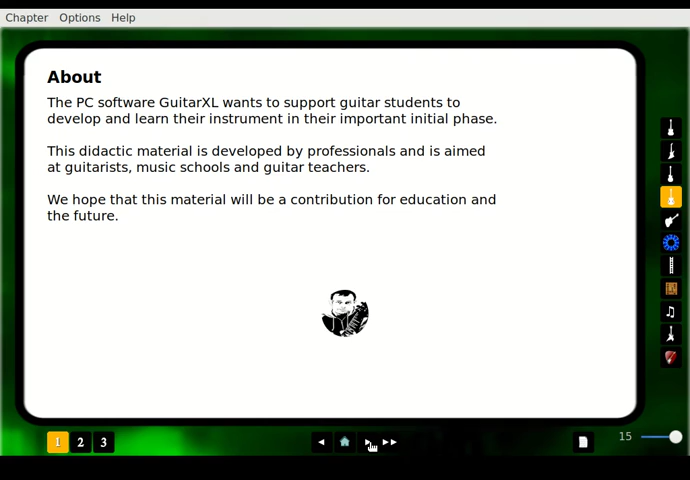 Chapter Options Help
About
The PC software GuitarXL wants to support guitar students to
develop and learn their instrument in their important initial phase.
This didactic material is developed by professionals and is aimed
at guitarists, music schools and guitar teachers.
We hope that this material will be a contribution for education and
the future.
1 2 3
15